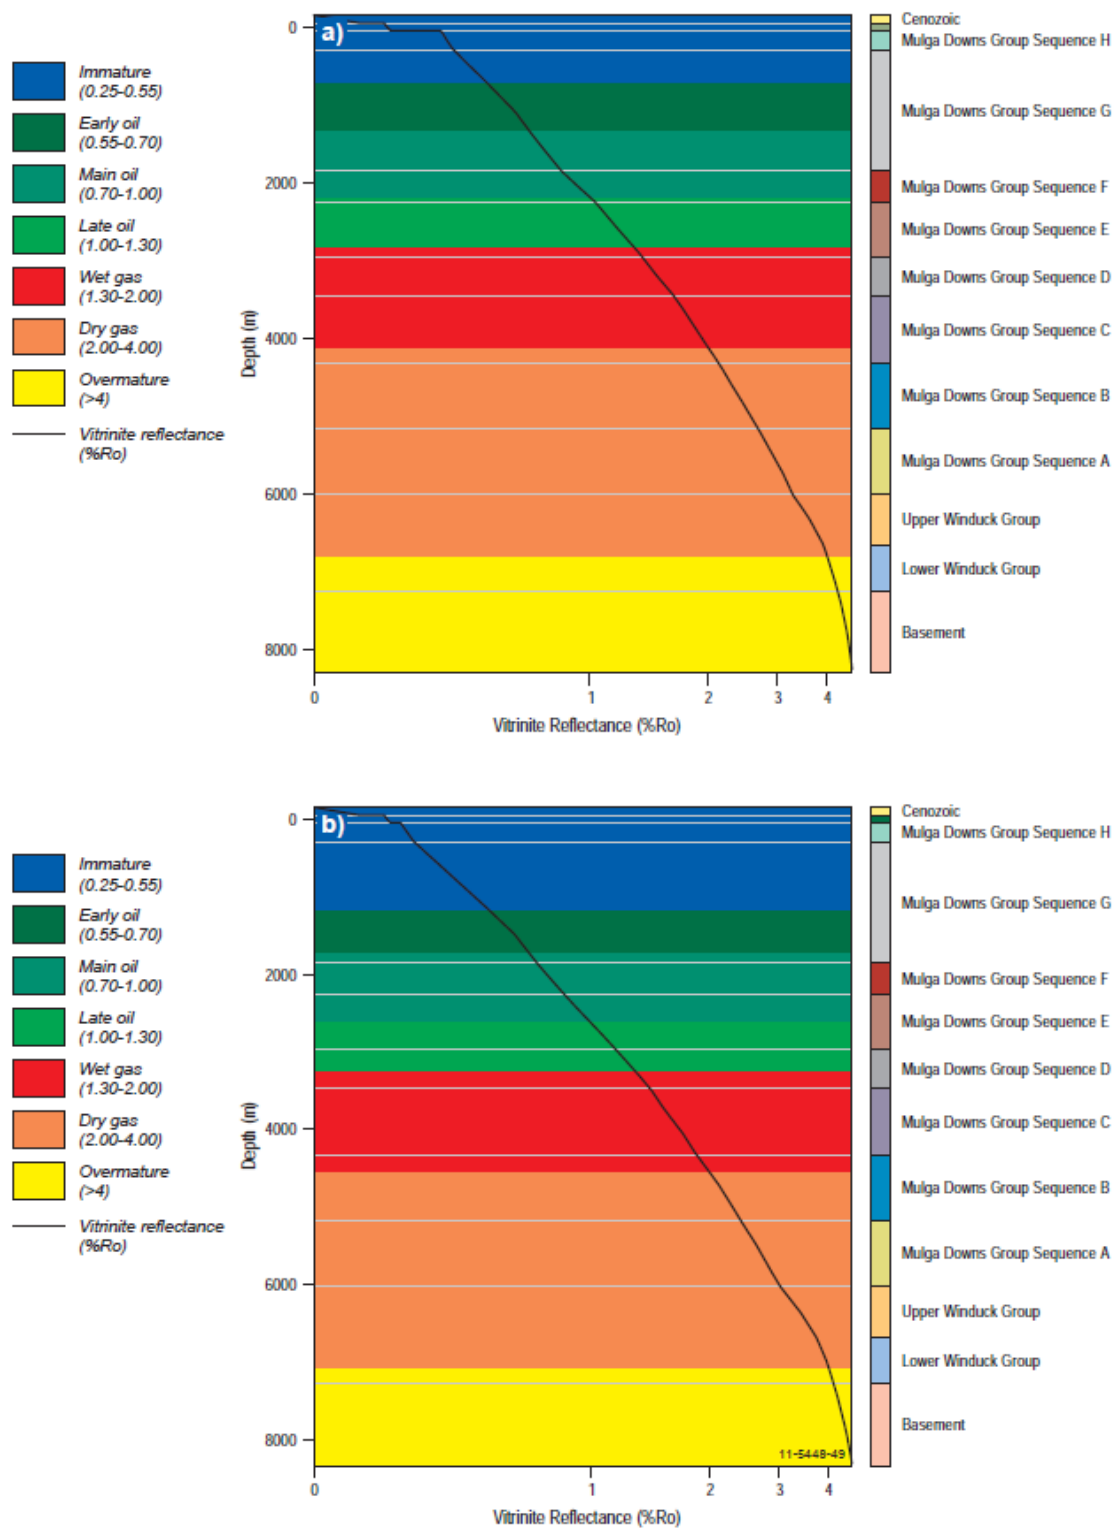 a)
Immature
(0.25-0.55)
Early oil
(0.55-0.70)
Main oil
(0.70-1.00)
Late oil
(1.00-1.30)
Wet gas
(1.30-2.00)
Dry gas
(2.00-4.00)
Overmature
(>4)
Vitrinite reflectance
(%Ro)
Depth (m)
0
2000
4000
6000
8000
0
1
2
3
4
Vitrinite Reflectance (%Ro)
Cenozoic
Mulga Downs Group Sequence H
Mulga Downs Group Sequence G
Mulga Downs Group Sequence F
Mulga Downs Group Sequence E
Mulga Downs Group Sequence D
Mulga Downs Group Sequence C
Mulga Downs Group Sequence B
Mulga Downs Group Sequence A
Upper Winduck Group
Lower Winduck Group
Basement
b)
Immature
(0.25-0.55)
Early oil
(0.55-0.70)
Main oil
(0.70-1.00)
Late oil
(1.00-1.30)
Wet gas
(1.30-2.00)
Dry gas
(2.00-4.00)
Overmature
(>4)
Vitrinite reflectance
(%Ro)
Depth (m)
0
2000
4000
6000
8000
11-5448-49
0
1
2
3
4
Vitrinite Reflectance (%Ro)
Cenozoic
Mulga Downs Group Sequence H
Mulga Downs Group Sequence G
Mulga Downs Group Sequence F
Mulga Downs Group Sequence E
Mulga Downs Group Sequence D
Mulga Downs Group Sequence C
Mulga Downs Group Sequence B
Mulga Downs Group Sequence A
Upper Winduck Group
Lower Winduck Group
Basement